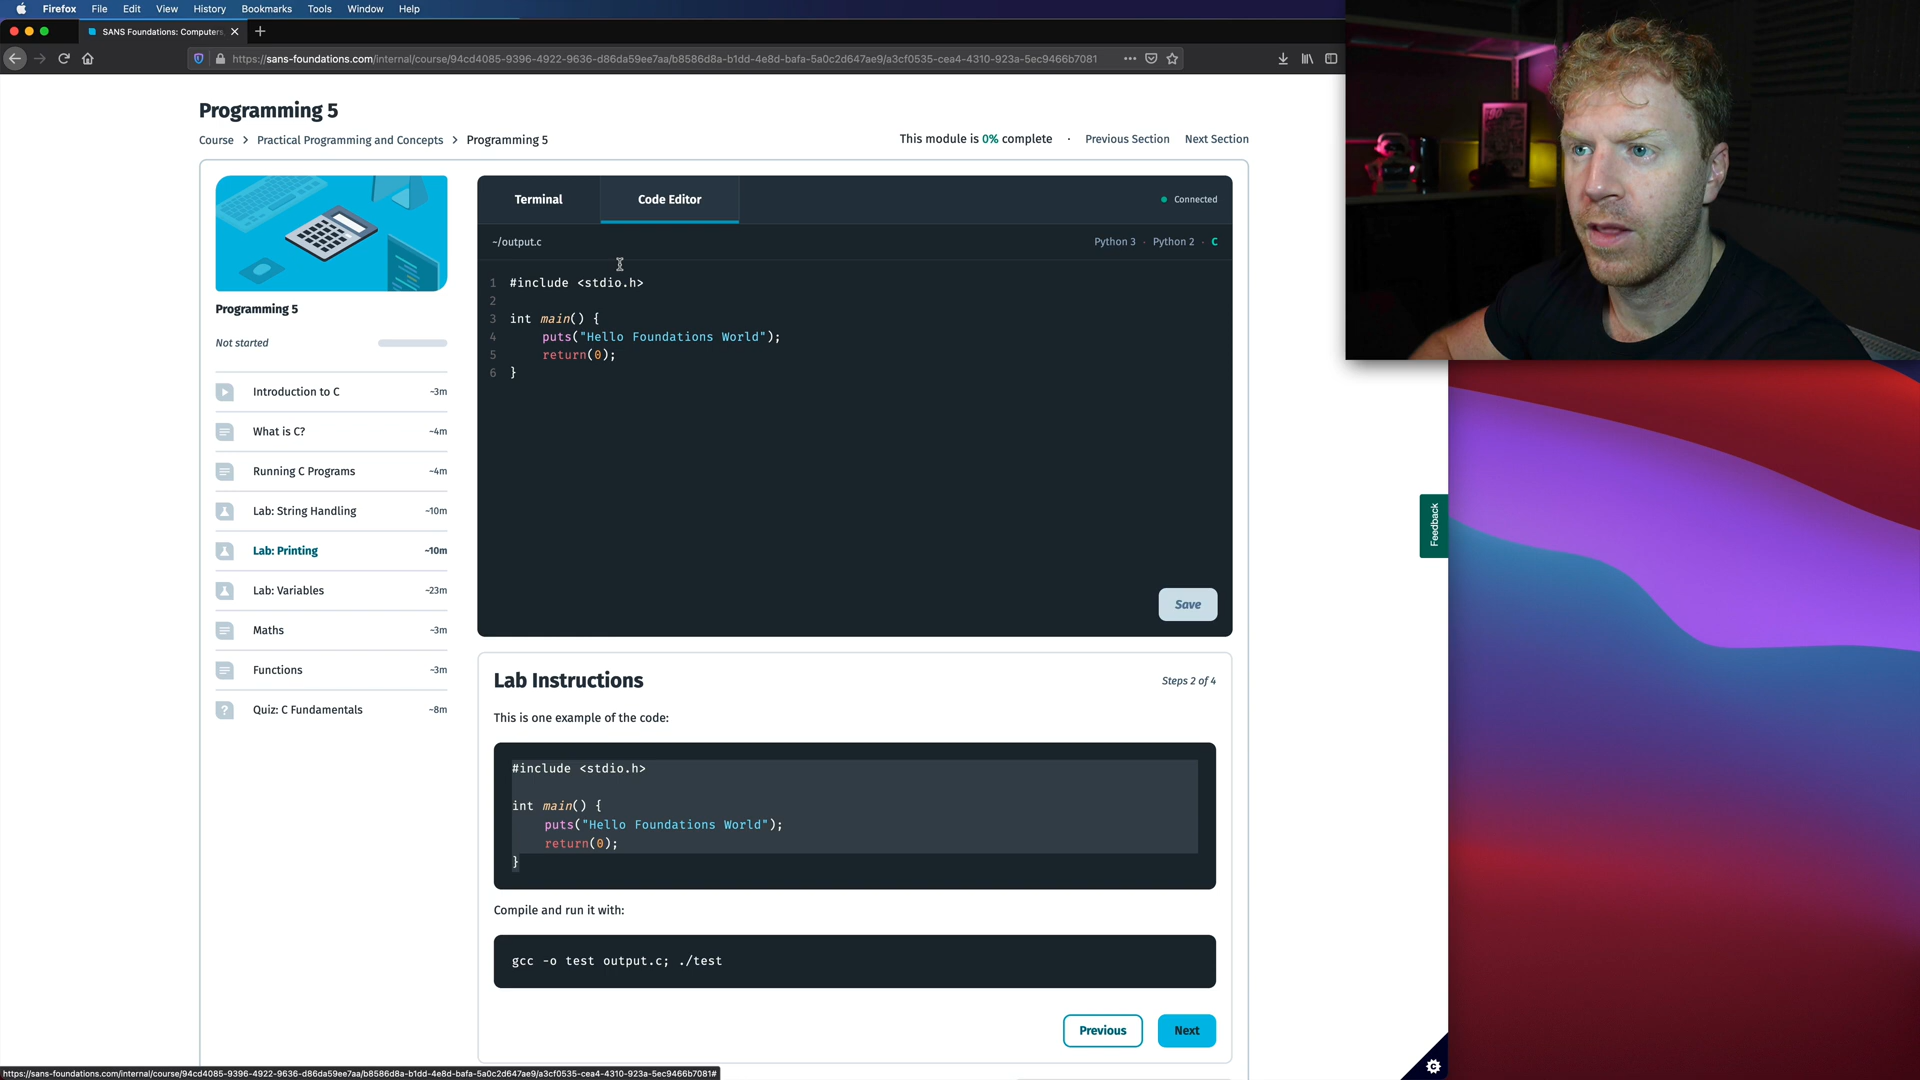 Firefox File Edit View History Bookmarks Tools Window Help
SANS Foundations: Computers,
https://sans-foundations.com/internal/course/94cd4085-9396-4922-9636-d86da59ee7aa/b8586d8a-b1dd-4e8d-bafa-5a0c2d647ae9/a3cf0535-cea4-4310-923a-5ec9466b7081
Programming 5
Course > Practical Programming and Concepts > Programming 5
This module is 0% complete · Previous Section Next Section
Programming 5
Not started
Introduction to C ~3m
What is C? ~4m
Running C Programs ~4m
Lab: String Handling ~10m
Lab: Printing ~10m
Lab: Variables ~23m
Maths ~3m
Functions ~3m
Quiz: C Fundamentals ~8m
Terminal Code Editor Connected
~/output.c Python 3 · Python 2 · C
1 #include <stdio.h>
2
3 int main() {
4 puts("Hello Foundations World");
5 return(0);
6 }
Save
Lab Instructions Steps 2 of 4
This is one example of the code:
#include <stdio.h>
int main() {
puts("Hello Foundations World");
return(0);
}
Compile and run it with:
gcc -o test output.c; ./test
Previous Next
Feedback
https://sans-foundations.com/internal/course/94cd4085-9396-4922-9636-d86da59ee7aa/b8586d8a-b1dd-4e8d-bafa-5a0c2d647ae9/a3cf0535-cea4-4310-923a-5ec9466b7081#